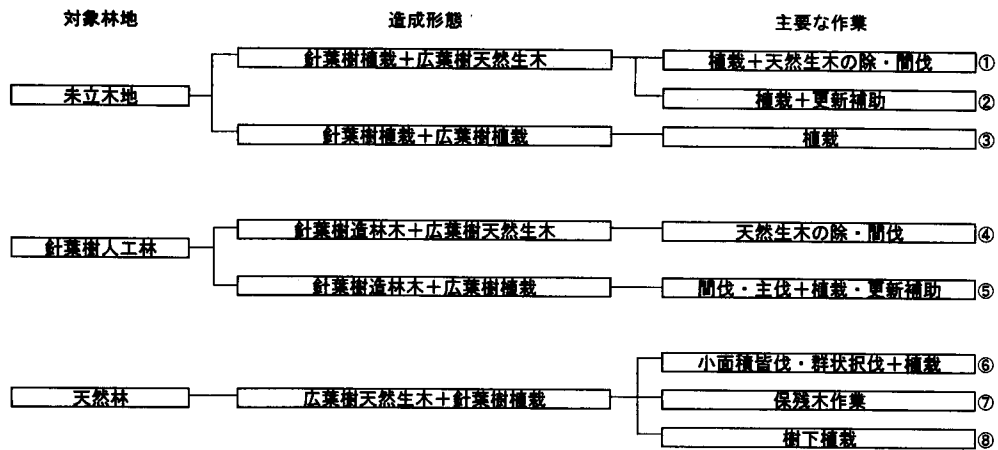 対象林地 造成形態 主要な作業
針葉樹植栽＋広葉樹天然生木 植栽＋天然生木の除・間伐 ①
未立木地 植栽＋更新補助 ②
針葉樹植栽＋広葉樹植栽 植栽 ③
針葉樹人工林 針葉樹造林木＋広葉樹天然生木 天然生木の除・間伐 ④
針葉樹造林木＋広葉樹植栽 間伐・主伐＋植栽・更新補助 ⑤
小面積皆伐・群状択伐＋植栽 ⑥
天然林 広葉樹天然生木＋針葉樹植栽 保残木作業 ⑦
樹下植栽 ⑧